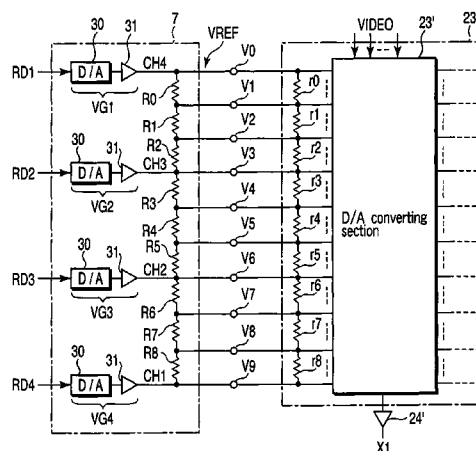 30 31 7 VREF VIDEO 23' 23
RD1 D/A CH4 V0
VG1 R0 r0
V1
R1 r1
V2
30 31 R2 r2
RD2 D/A CH3 V3
VG2 R3 r3
V4
R4 r4
D/A converting section
V5
30 31 R5 r5
RD3 D/A CH2 V6
VG3 R6 r6
V7
R7 r7
V8
30 31 R8 r8
RD4 D/A CH1 V9
VG4
24'
X1